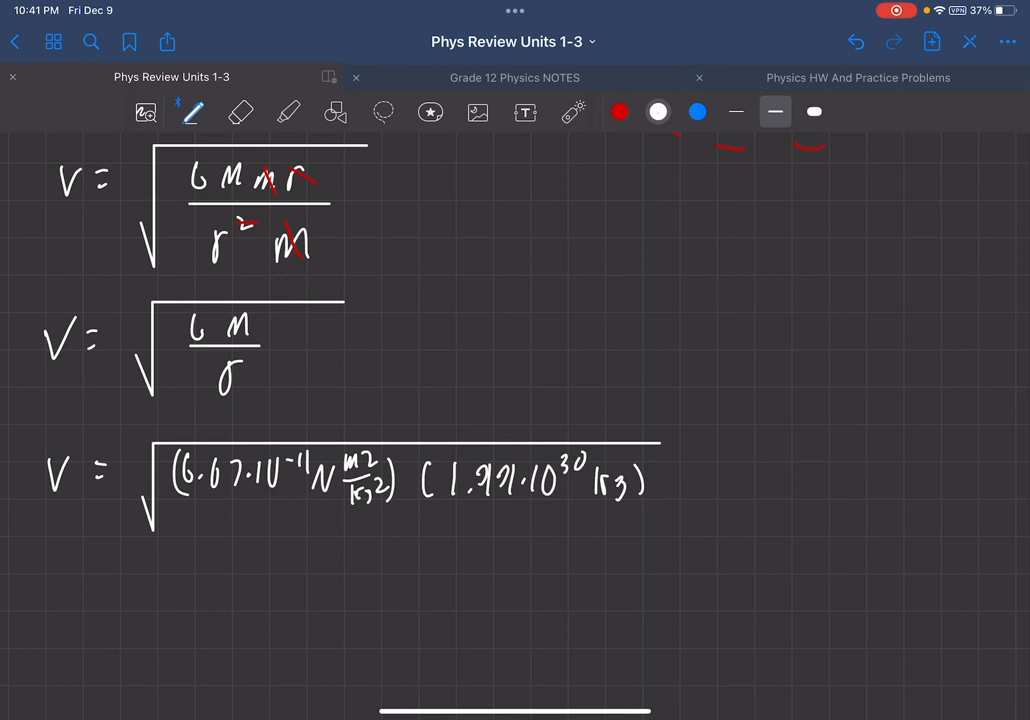 10:41 PM Fri Dec 9
VPN 37%
Phys Review Units 1-3
Phys Review Units 1-3
Grade 12 Physics NOTES
Physics HW And Practice Problems
T
V = √ G M m r
r² m
V = √ G M
r
V = √ (6.67·10⁻¹¹ N m2 / kg²) (1.99·10³⁰ kg)